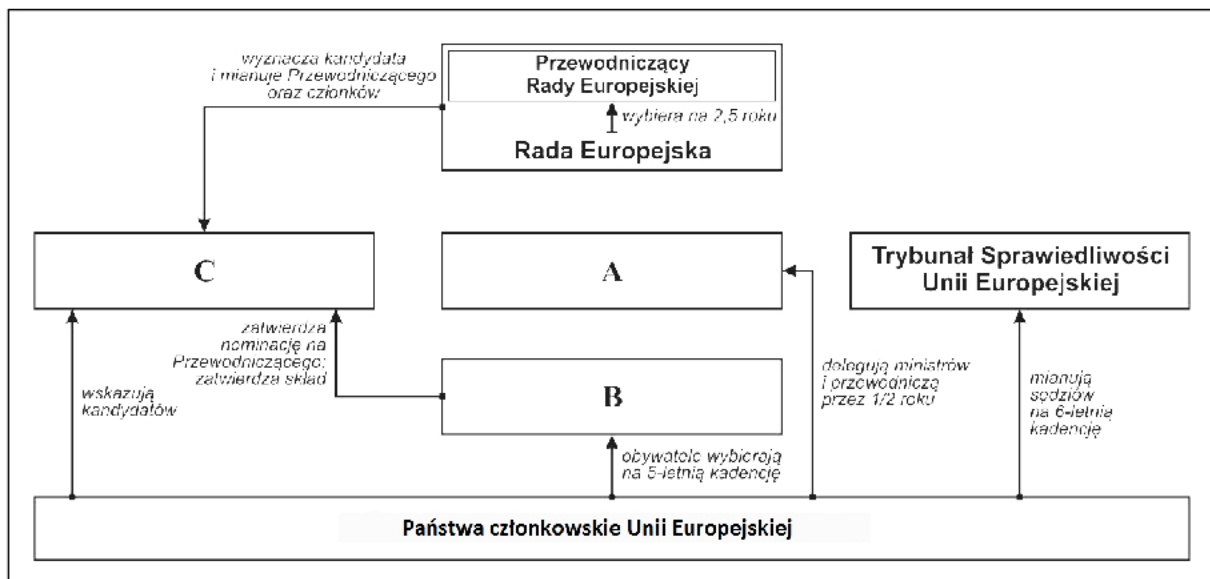 wyznacza kandydata
i mianuje Przewodniczącego
oraz członków
Przewodniczący
Rady Europejskiej
wybiera na 2,5 roku
Rada Europejska
C
A
Trybunał Sprawiedliwości
Unii Europejskiej
zatwierdza
nominację na
Przewodniczącego;
zatwierdza skład
wskazują
kandydatów
B
delegują ministrów
i przewodniczą
przez 1/2 roku
mianują
sędziów
na 6-letnią
kadencję
obywatele wybierają
na 5-letnią kadencję
Państwa członkowskie Unii Europejskiej